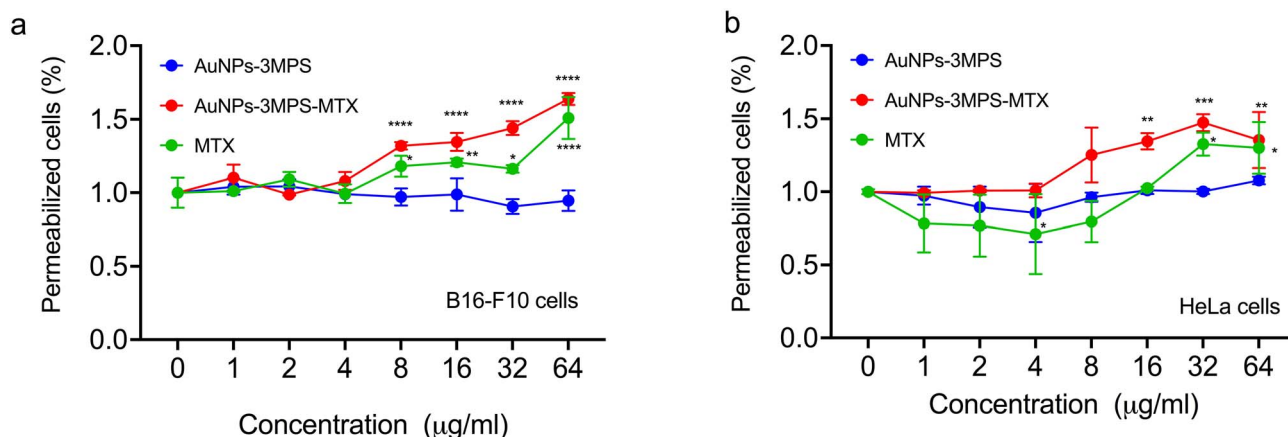 a
Permeabilized cells (%)
2.0
1.5
1.0
0.5
0.0
AuNPs-3MPS
AuNPs-3MPS-MTX
MTX
****
*
****
**
****
*
****
****
B16-F10 cells
0 1 2 4 8 16 32 64
Concentration (μg/ml)
b
Permeabilized cells (%)
2.0
1.5
1.0
0.5
0.0
AuNPs-3MPS
AuNPs-3MPS-MTX
MTX
*
**
***
*
**
*
HeLa cells
0 1 2 4 8 16 32 64
Concentration (μg/ml)